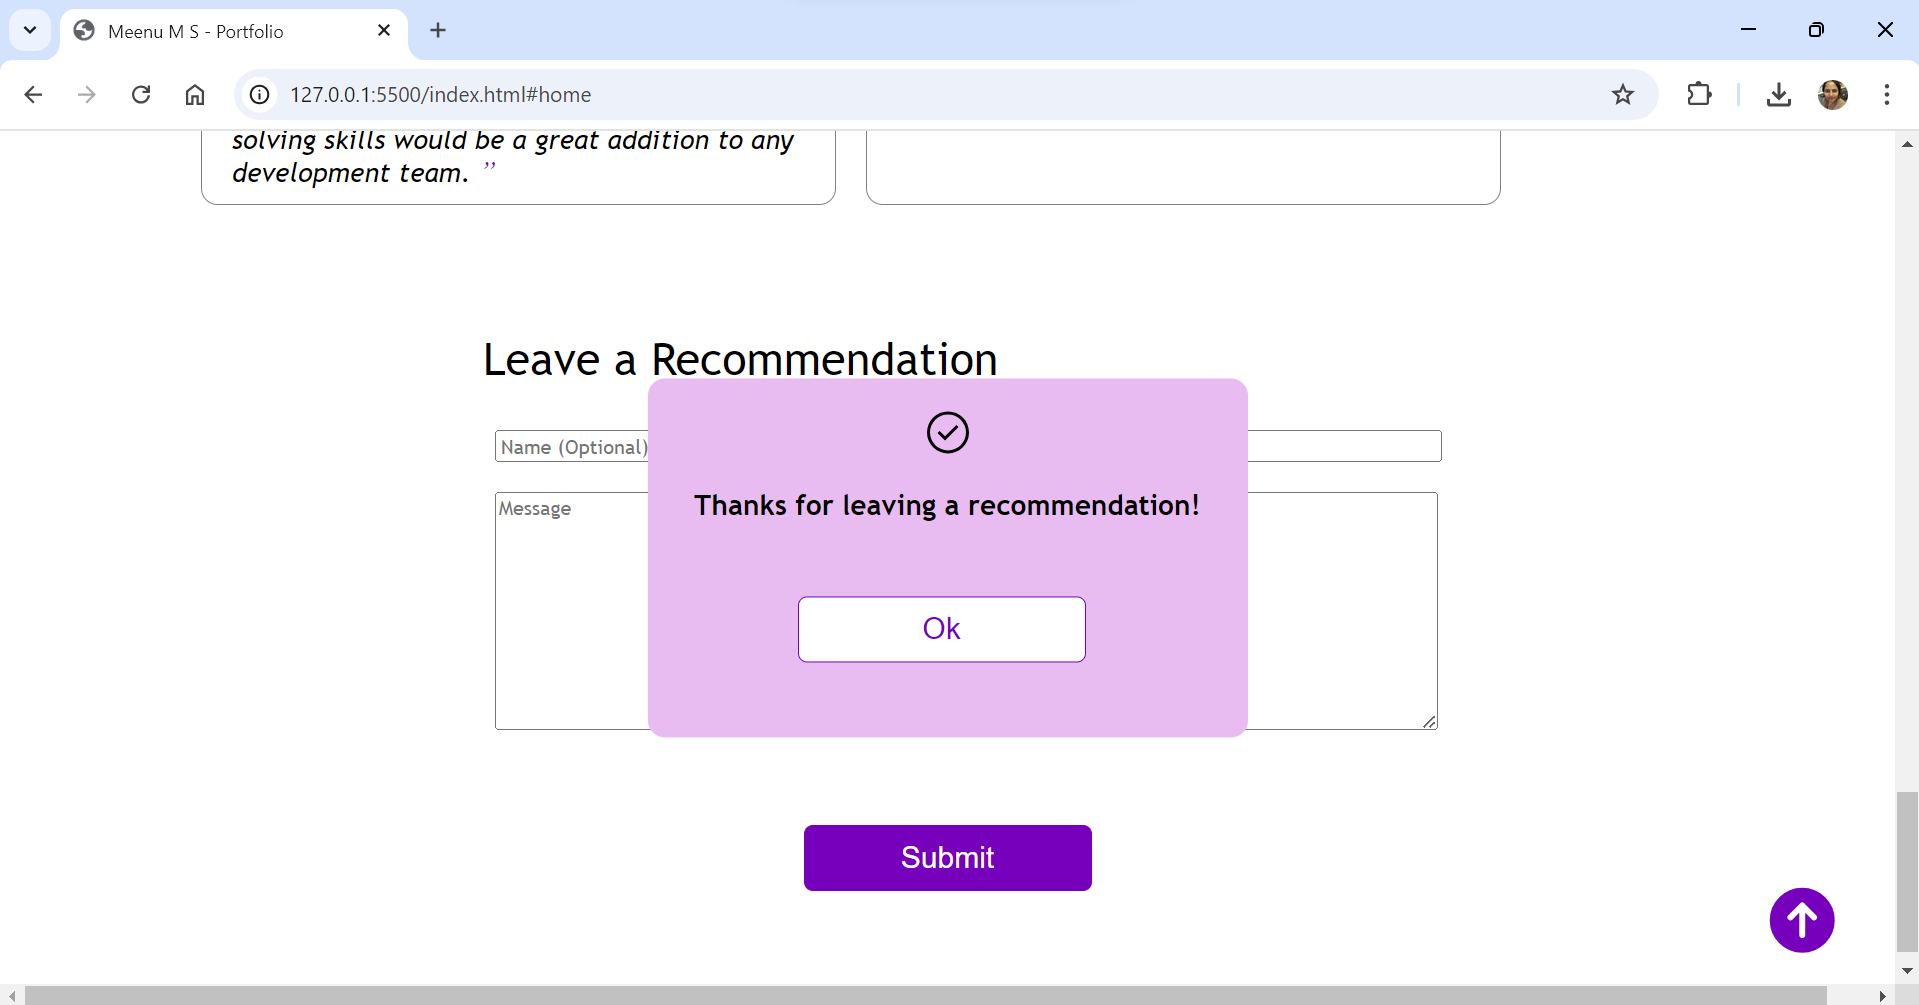 Meenu M S - Portfolio
127.0.0.1:5500/index.html#home
solving skills would be a great addition to any
development team. ”
Leave a Recommendation
Name (Optional)
Thanks for leaving a recommendation!
Message
Ok
Submit